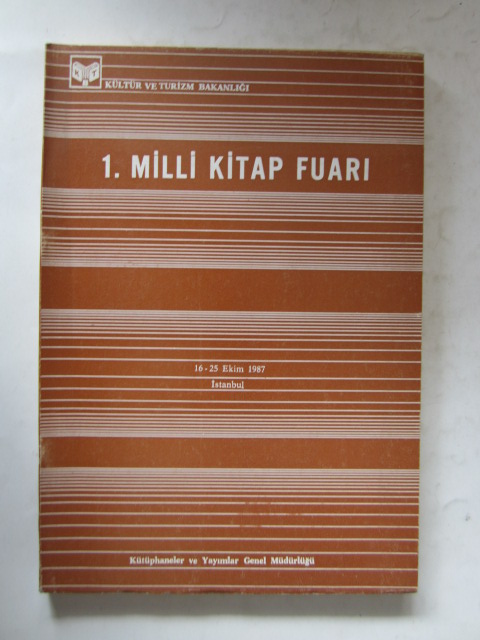 K T
KÜLTÜR VE TURİZM BAKANLIĞI
1. MİLLİ KİTAP FUARI
16-25 Ekim 1987
İstanbul
Kütüphaneler ve Yayımlar Genel Müdürlüğü